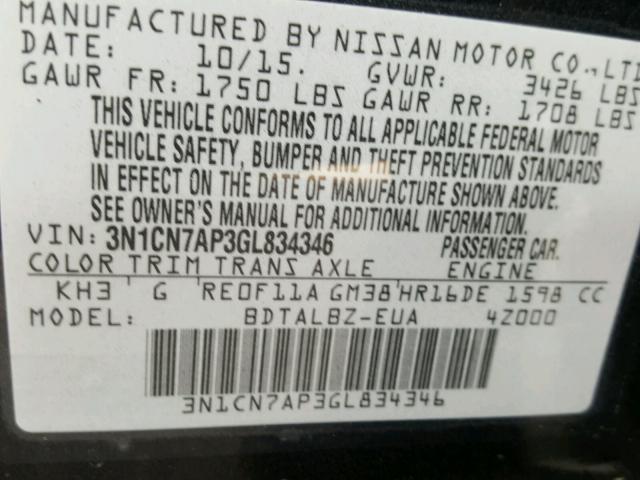 MANUFACTURED BY NISSAN MOTOR CO.,LTD
DATE: 10/15. GVWR: 3426 LBS
GAWR FR: 1750 LBS GAWR RR: 1708 LBS
THIS VEHICLE CONFORMS TO ALL APPLICABLE FEDERAL MOTOR
VEHICLE SAFETY, BUMPER AND THEFT PREVENTION STANDARDS
IN EFFECT ON THE DATE OF MANUFACTURE SHOWN ABOVE.
SEE OWNER'S MANUAL FOR ADDITIONAL INFORMATION.
VIN: 3N1CN7AP3GL834346 PASSENGER CAR.
COLOR TRIM TRANS AXLE ENGINE
KH3 G RE0F11A GM38 HR16DE 1598 CC
MODEL: BDTALBZ-EUA 4Z000
3N1CN7AP3GL834346